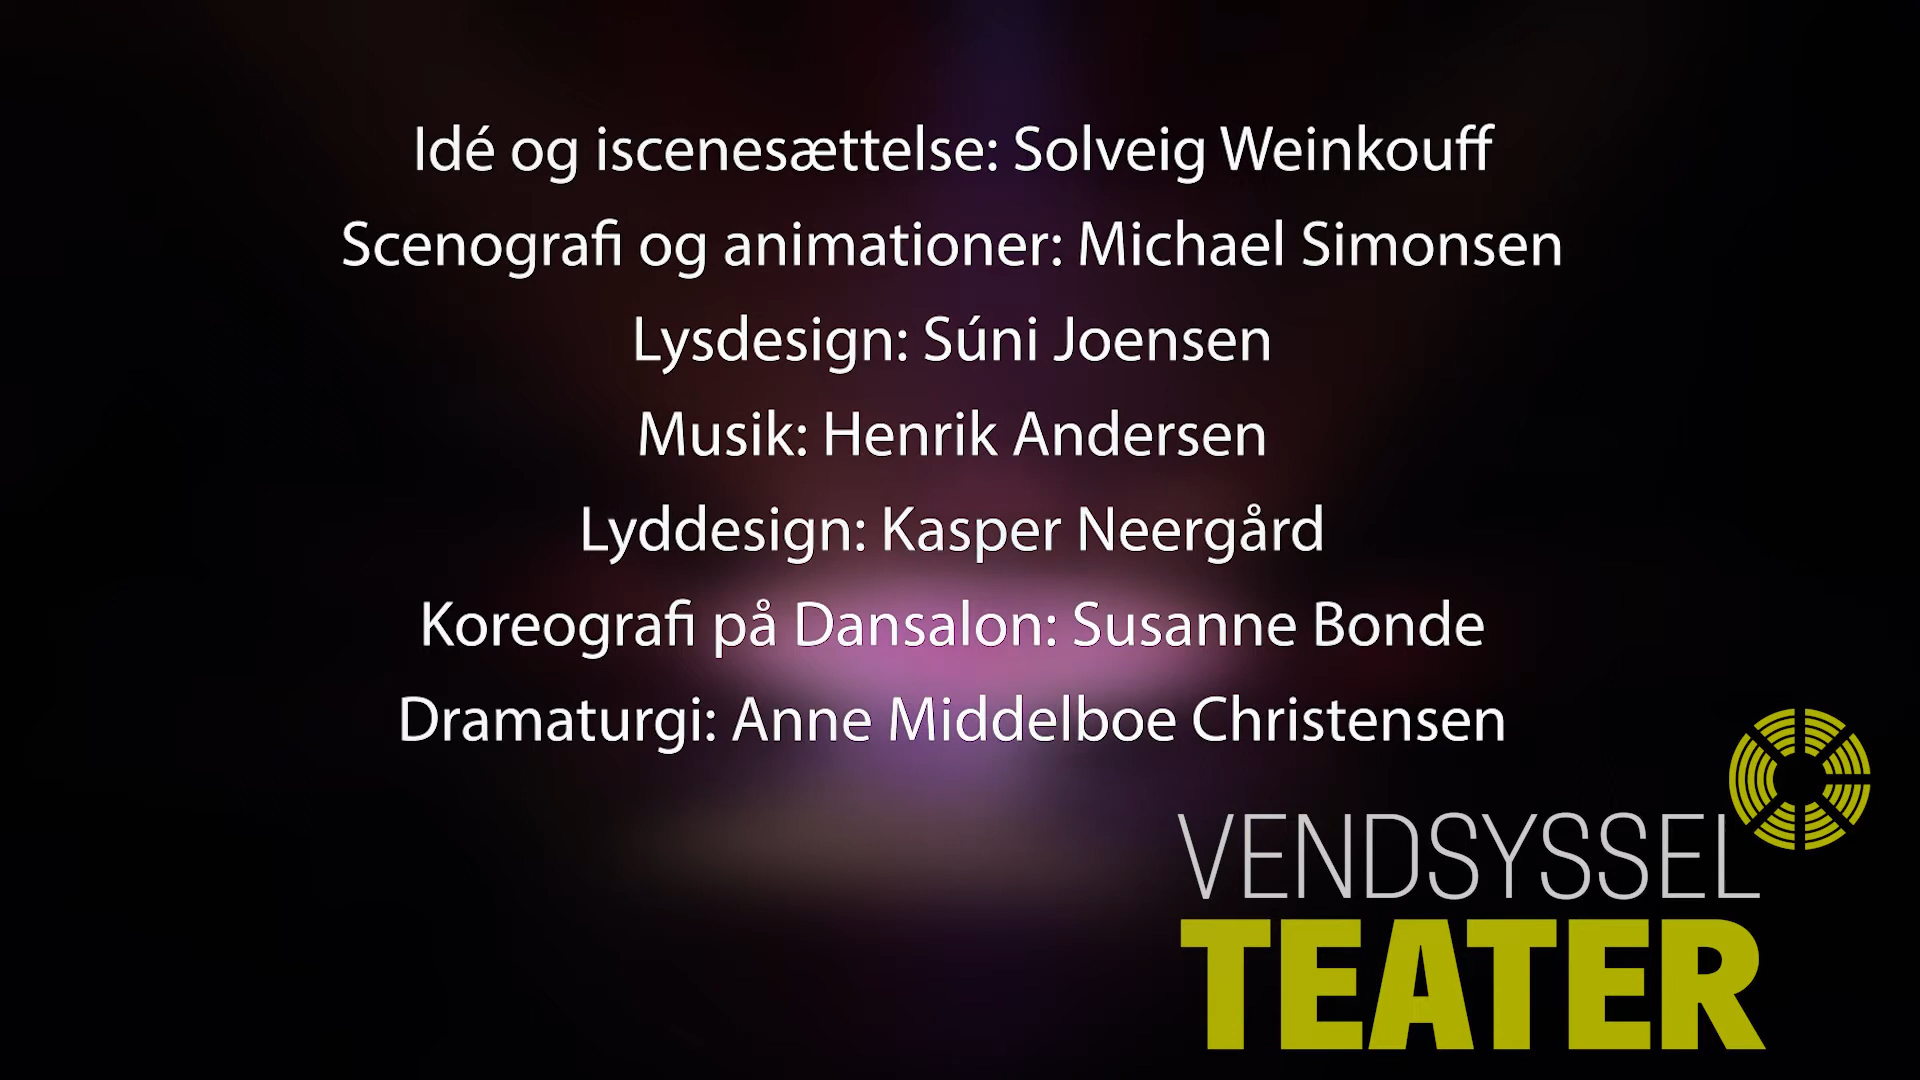 Idé og iscenesættelse: Solveig Weinkouff
Scenografi og animationer: Michael Simonsen
Lysdesign: Súni Joensen
Musik: Henrik Andersen
Lyddesign: Kasper Neergård
Koreografi på Dansalon: Susanne Bonde
Dramaturgi: Anne Middelboe Christensen
VENDSYSSEL
TEATER